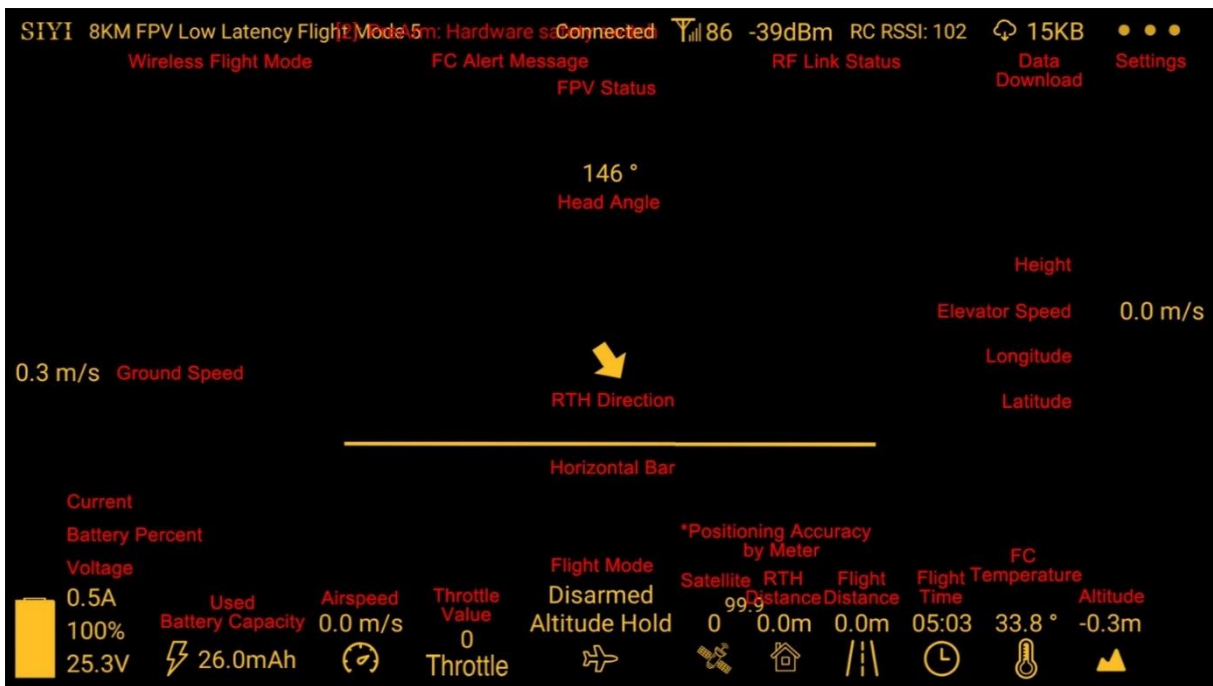 SIYI 8KM FPV Low Latency Flight Mode 5 [2] PreArm: Hardware safety switch Connected 86 -39dBm RC RSSI: 102 15KB
Wireless Flight Mode FC Alert Message RF Link Status Data Download Settings
FPV Status
146 °
Head Angle
Height
Elevator Speed 0.0 m/s
Longitude
0.3 m/s Ground Speed
RTH Direction
Latitude
Horizontal Bar
Current
Battery Percent
Voltage
*Positioning Accuracy
by Meter
Flight Mode
FC
Temperature
Satellite RTH Distance Flight Distance Flight Time
Used Battery Capacity Airspeed Throttle Value Altitude
0.5A Disarmed 99.9
100% 0.0 m/s 0 Altitude Hold 0 0.0m 0.0m 05:03 33.8 ° -0.3m
25.3V 26.0mAh Throttle